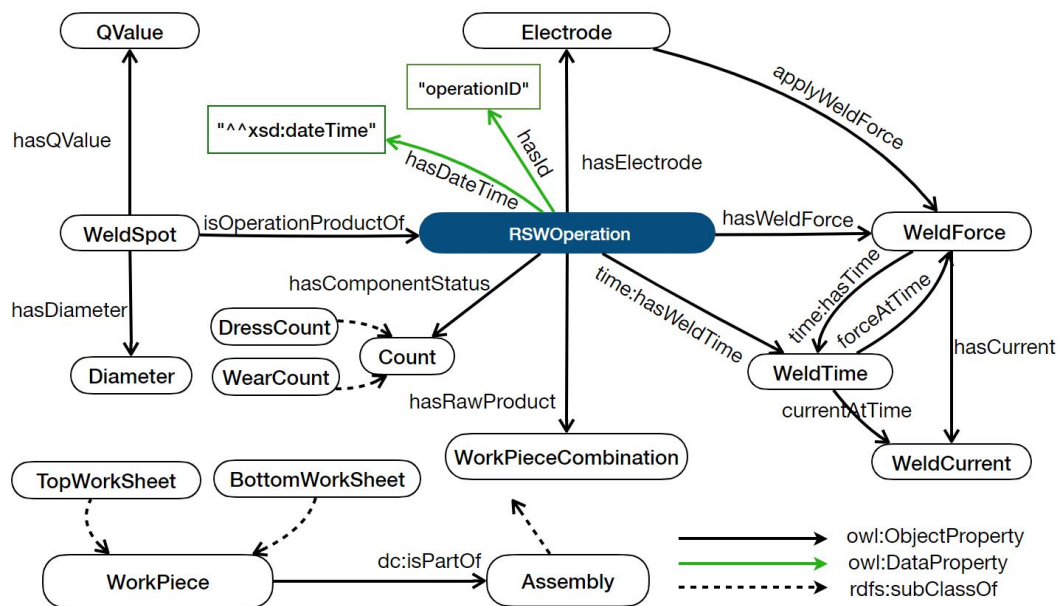 QValue
Electrode
applyWeldForce
"operationID"
"^^xsd:dateTime"
hasQValue
hasId
hasDateTime
hasElectrode
WeldSpot
isOperationProductOf
RSWOperation
hasWeldForce
WeldForce
hasComponentStatus
time:hasWeldTime
time:hasTime
forceAtTime
hasDiameter
DressCount
Count
hasCurrent
Diameter
WearCount
WeldTime
hasRawProduct
currentAtTime
WorkPieceCombination
WeldCurrent
TopWorkSheet
BottomWorkSheet
WorkPiece
dc:isPartOf
Assembly
owl:ObjectProperty
owl:DataProperty
rdfs:subClassOf